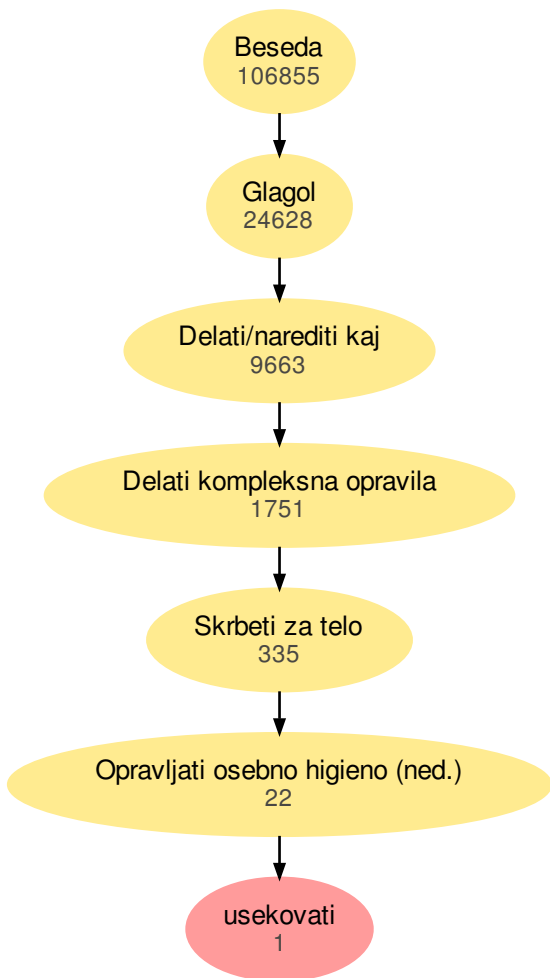 Beseda
106855
Glagol
24628
Delati/narediti kaj
9663
Delati kompleksna opravila
1751
Skrbeti za telo
335
Opravljati osebno higieno (ned.)
22
usekovati
1